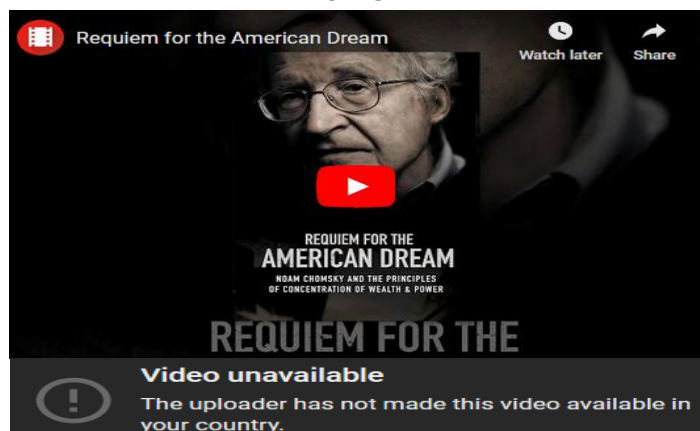 Requiem for the American Dream
Watch later
Share
REQUIEM FOR THE
AMERICAN DREAM
NOAM CHOMSKY AND THE PRINCIPLES
OF CONCENTRATION OF WEALTH & POWER
REQUIEM FOR THE
Video unavailable
The uploader has not made this video available in
your country.